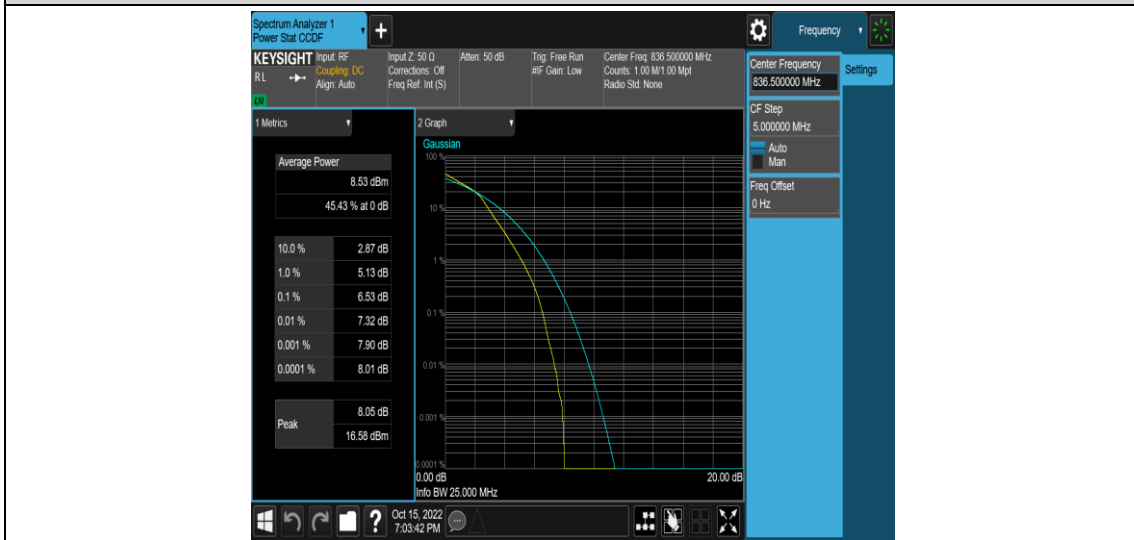 Spectrum Analyzer 1
Power Stat CCDF
Frequency
KEYSIGHT
RL
LNI
Input: RF
Coupling: DC
Align: Auto
Input Z: 50 Ω
Corrections: Off
Freq Ref: Int (S)
Atten: 50 dB
Trig: Free Run
#IF Gain: Low
Center Freq: 836.500000 MHz
Counts: 1.00 M/1.00 Mpt
Radio Std: None
Center Frequency
836.500000 MHz
Settings
CF Step
5.000000 MHz
Auto
Man
Freq Offset
0 Hz
1 Metrics
Average Power
8.53 dBm
45.43 % at 0 dB
10.0 % 2.87 dB
1.0 % 5.13 dB
0.1 % 6.53 dB
0.01 % 7.32 dB
0.001 % 7.90 dB
0.0001 % 8.01 dB
Peak
8.05 dB
16.58 dBm
2 Graph
Gaussian
100 %
10 %
1 %
0.1 %
0.01 %
0.001 %
0.0001 %
0.00 dB 20.00 dB
Info BW 25.000 MHz
?
Oct 15, 2022
7:03:42 PM